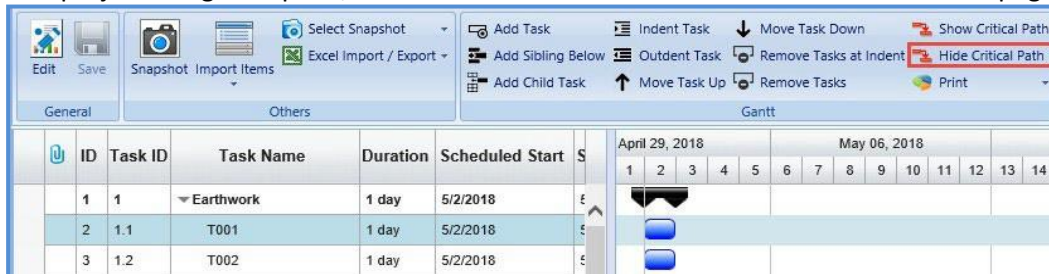 Select Snapshot
Excel Import / Export
Edit Save Snapshot Import Items
General Others
Add Task Indent Task Move Task Down Show Critical Path
Add Sibling Below Outdent Task Remove Tasks at Indent Hide Critical Path
Add Child Task Move Task Up Remove Tasks Print
Gantt
ID Task ID Task Name Duration Scheduled Start S
April 29, 2018 May 06, 2018
1 2 3 4 5 6 7 8 9 10 11 12 13 14
1 1 Earthwork 1 day 5/2/2018
2 1.1 T001 1 day 5/2/2018
3 1.2 T002 1 day 5/2/2018